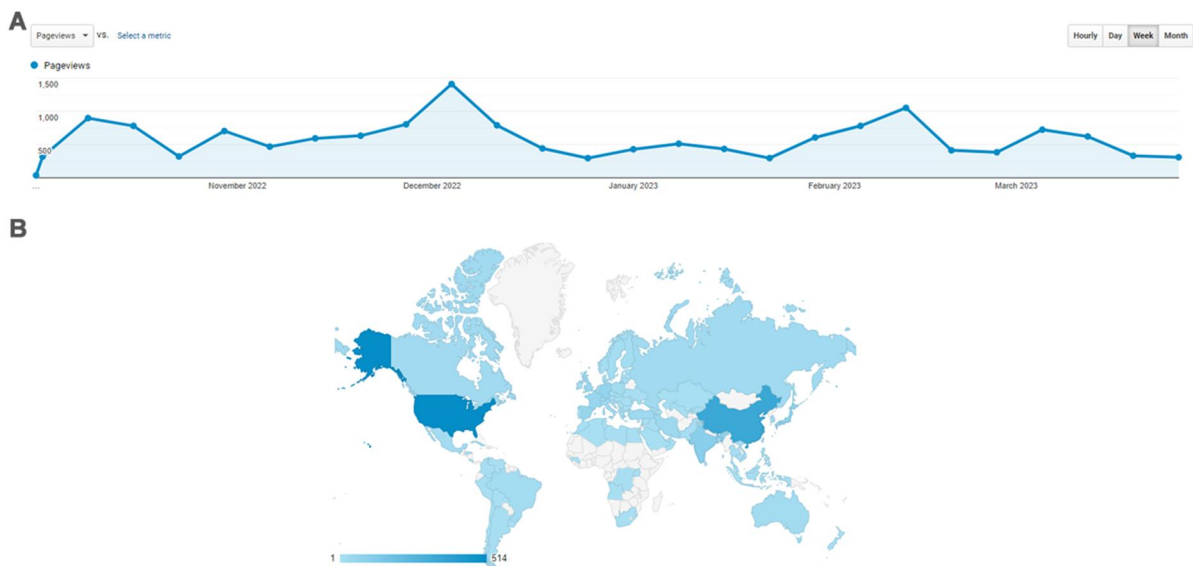 A
Pageviews vs. Select a metric Hourly Day Week Month
Pageviews
1,500
1,000
500
... November 2022 December 2022 January 2023 February 2023 March 2023
B
1 514